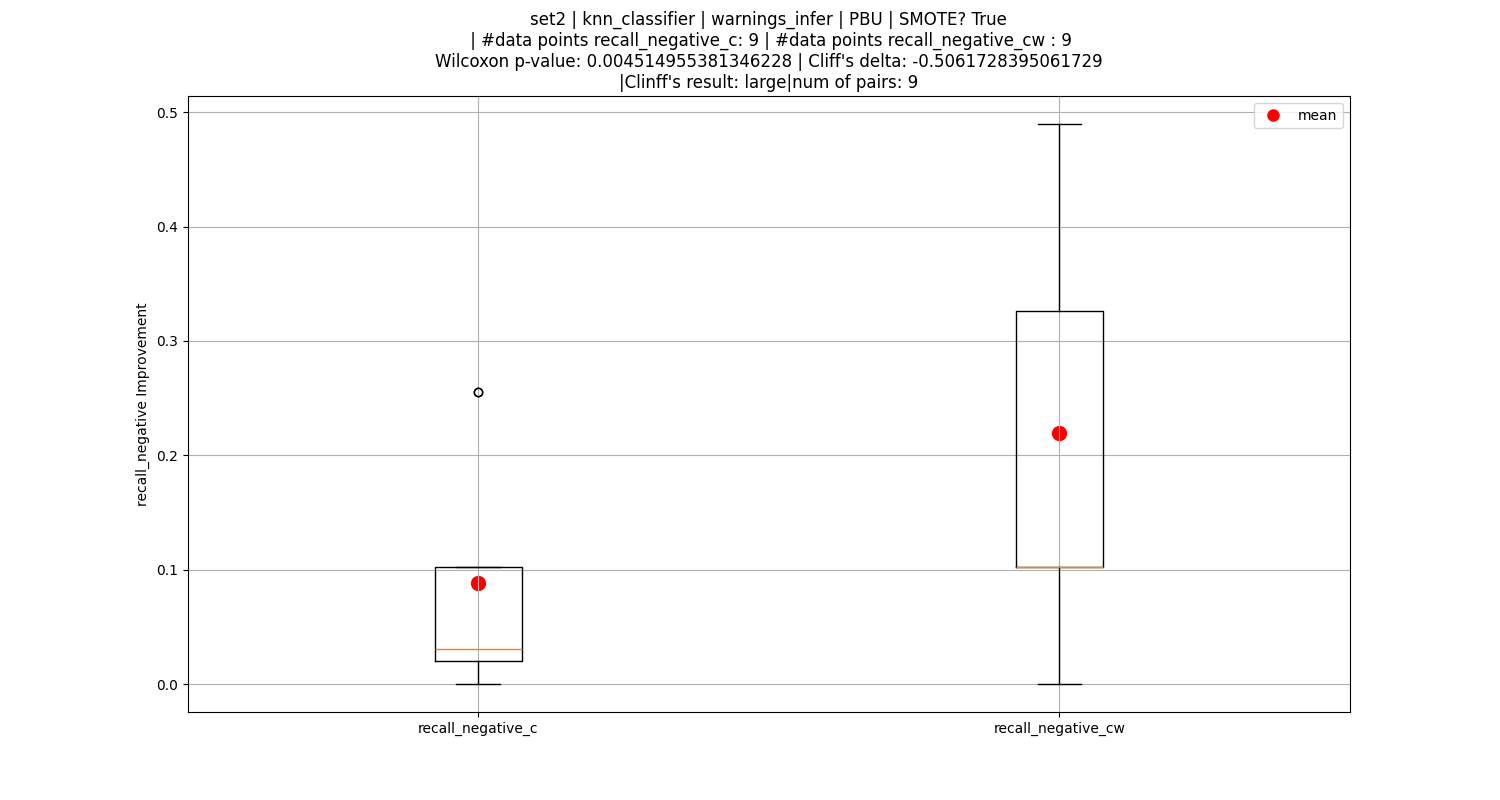 set2 | knn_classifier | warnings_infer | PBU | SMOTE? True
| #data points recall_negative_c: 9 | #data points recall_negative_cw : 9
Wilcoxon p-value: 0.004514955381346228 | Cliff's delta: -0.5061728395061729
|Clinff's result: large|num of pairs: 9
mean
0.5
0.4
0.3
0.2
0.1
0.0
recall_negative Improvement
recall_negative_c
recall_negative_cw